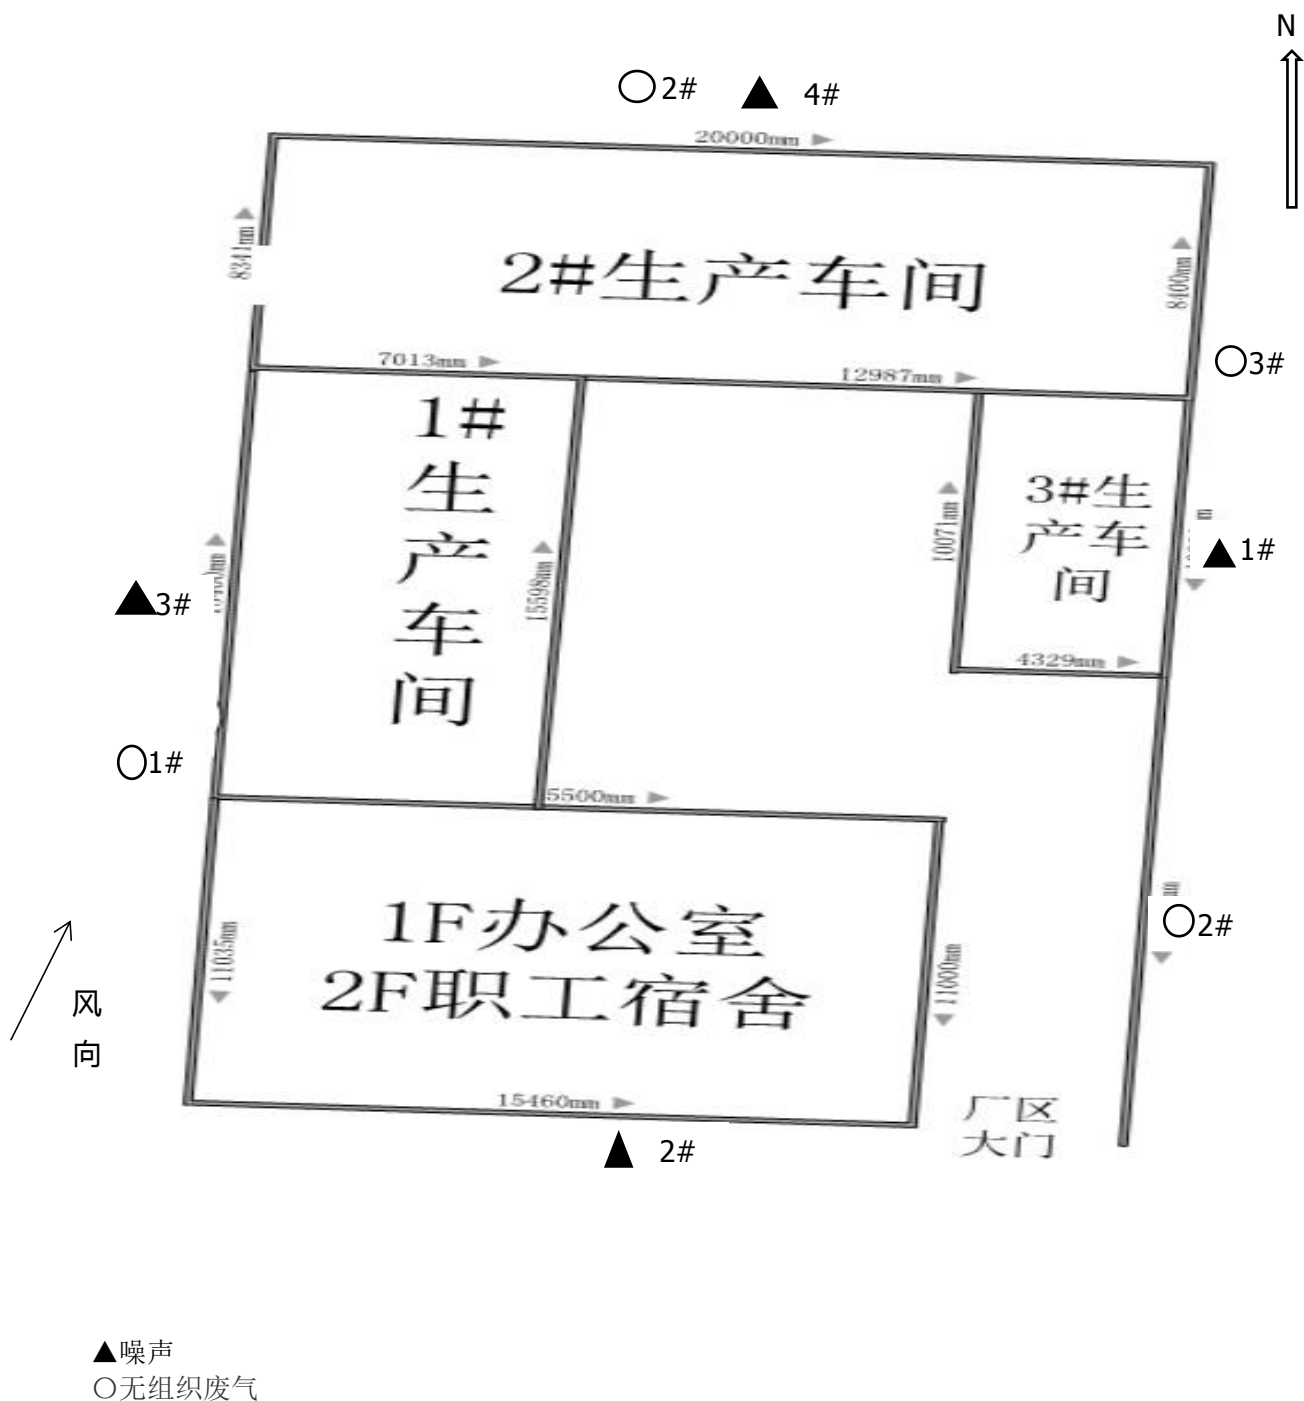 N
2# 4#
20000mm
8341mm
2#生产车间
8400mm
7013mm
12987mm
3#
1#
生
产
车
间
15598mm
10071mm
3#生
产车
间
m
1#
4329mm
3#
1#
5500mm
1F办公室
2F职工宿舍
11035mm
11000mm
m
2#
风
向
15460mm
厂区
大门
2#
▲噪声
○无组织废气